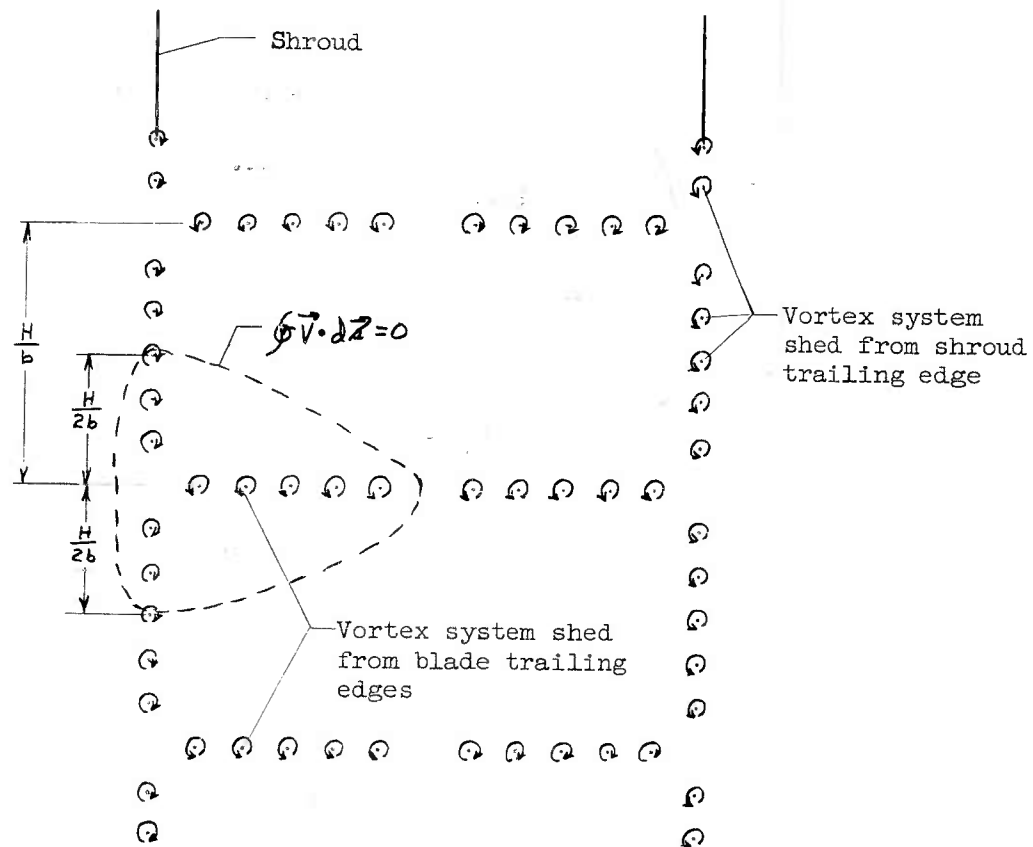 Shroud
H/b
∮V⃗·dl⃗=0
H/2b
H/2b
Vortex system
shed from shroud
trailing edge
Vortex system shed
from blade trailing
edges